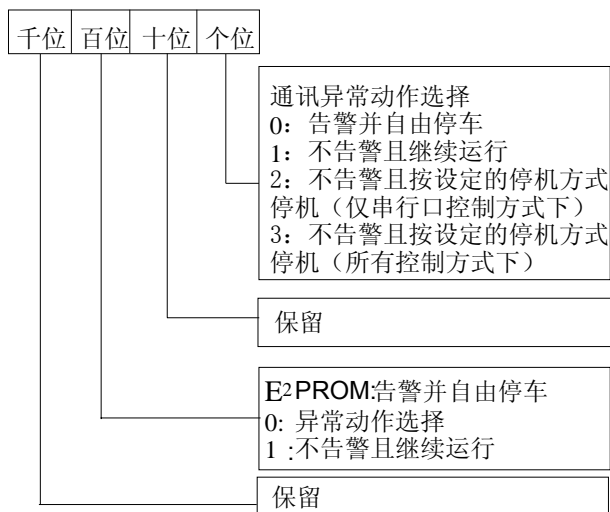 千位 百位 十位 个位
通讯异常动作选择
0：告警并自由停车
1：不告警且继续运行
2：不告警且按设定的停机方式
停机（仅串行口控制方式下）
3：不告警且按设定的停机方式
停机（所有控制方式下）
保留
E²PROM:告警并自由停车
0: 异常动作选择
1 :不告警且继续运行
保留